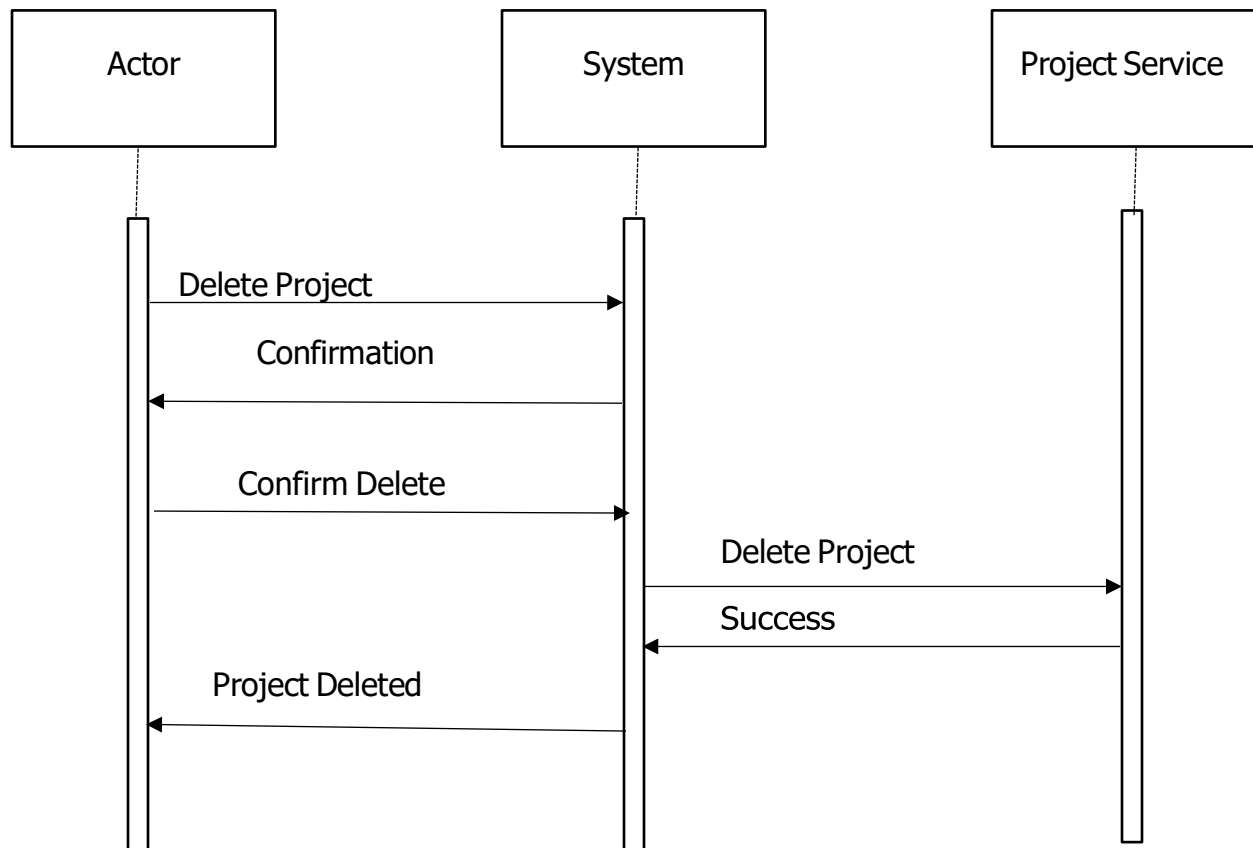 Actor
System
Project Service
Delete Project
Confirmation
Confirm Delete
Delete Project
Success
Project Deleted